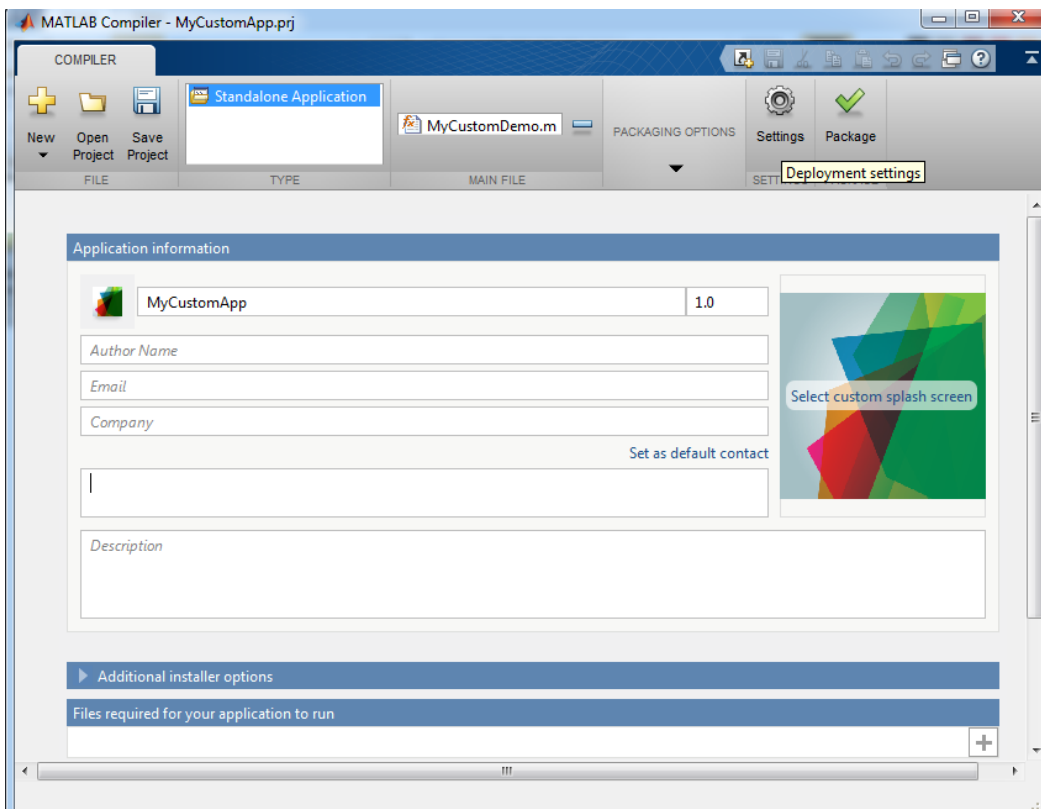 MATLAB Compiler - MyCustomApp.prj
COMPILER
New
Open
Project
Save
Project
Standalone Application
MyCustomDemo.m
PACKAGING OPTIONS
Settings
Package
Deployment settings
FILE
TYPE
MAIN FILE
SETT
Application information
MyCustomApp
1.0
Author Name
Email
Company
Set as default contact
Select custom splash screen
Description
Additional installer options
Files required for your application to run